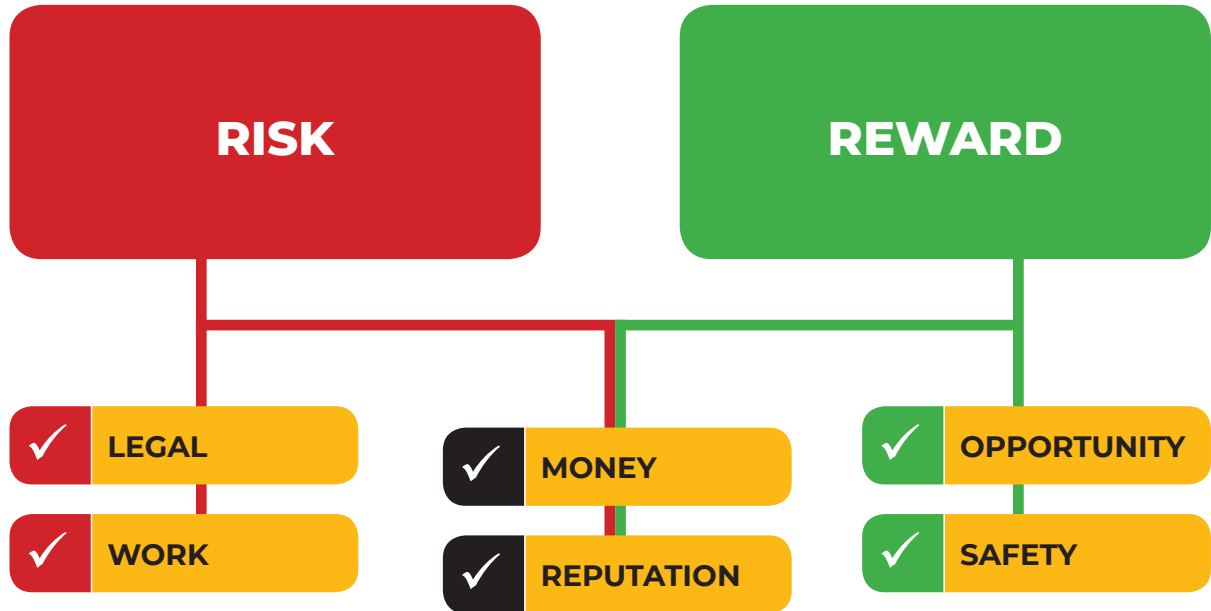 RISK
REWARD
LEGAL
WORK
MONEY
REPUTATION
OPPORTUNITY
SAFETY